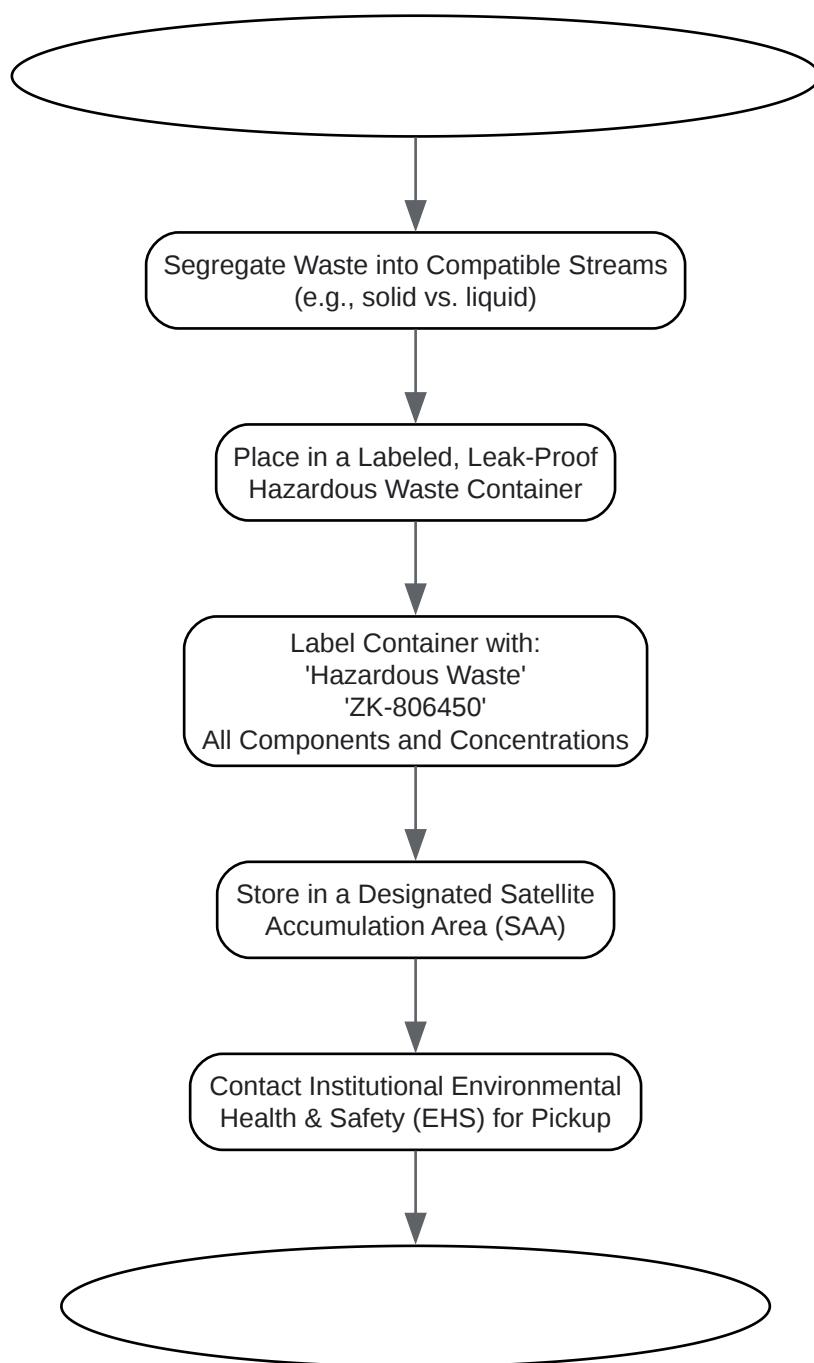 Segregate Waste into Compatible Streams
(e.g., solid vs. liquid)
Place in a Labeled, Leak-Proof
Hazardous Waste Container
Label Container with:
'Hazardous Waste'
'ZK-806450'
All Components and Concentrations
Store in a Designated Satellite
Accumulation Area (SAA)
Contact Institutional Environmental
Health & Safety (EHS) for Pickup